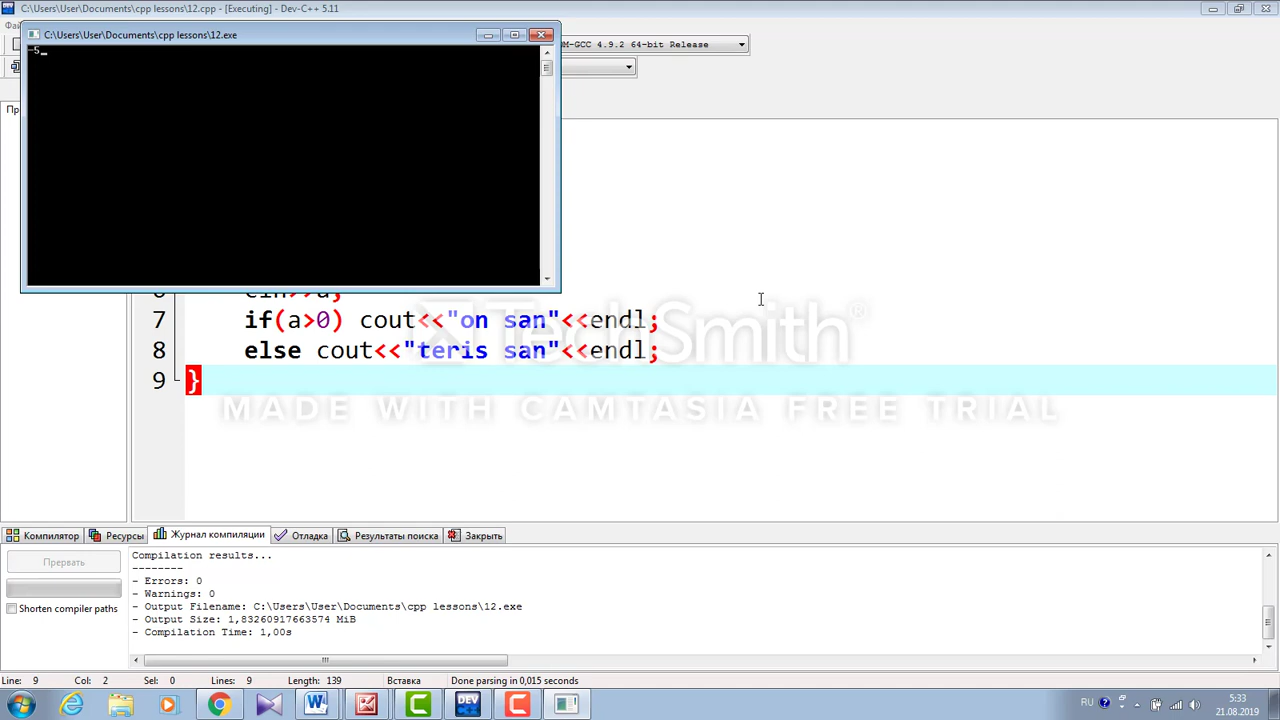 C:\Users\User\Documents\cpp lessons\12.cpp - [Executing] - Dev-C++ 5.11
C:\Users\User\Documents\cpp lessons\12.exe
-5_
GCC 4.9.2 64-bit Release
cin>>a;
7 if(a>0) cout<<"on san"<<endl;
8 else cout<<"teris san"<<endl;
9 }
TechSmith®
MADE WITH CAMTASIA FREE TRIAL
Компилятор Ресурсы Журнал компиляции Отладка Результаты поиска Закрыть
Прервать
Shorten compiler paths
Compilation results...
--------
- Errors: 0
- Warnings: 0
- Output Filename: C:\Users\User\Documents\cpp lessons\12.exe
- Output Size: 1,83260917663574 MiB
- Compilation Time: 1,00s
Line: 9 Col: 2 Sel: 0 Lines: 9 Length: 139 Вставка Done parsing in 0,015 seconds
RU
5:33
21.08.2019